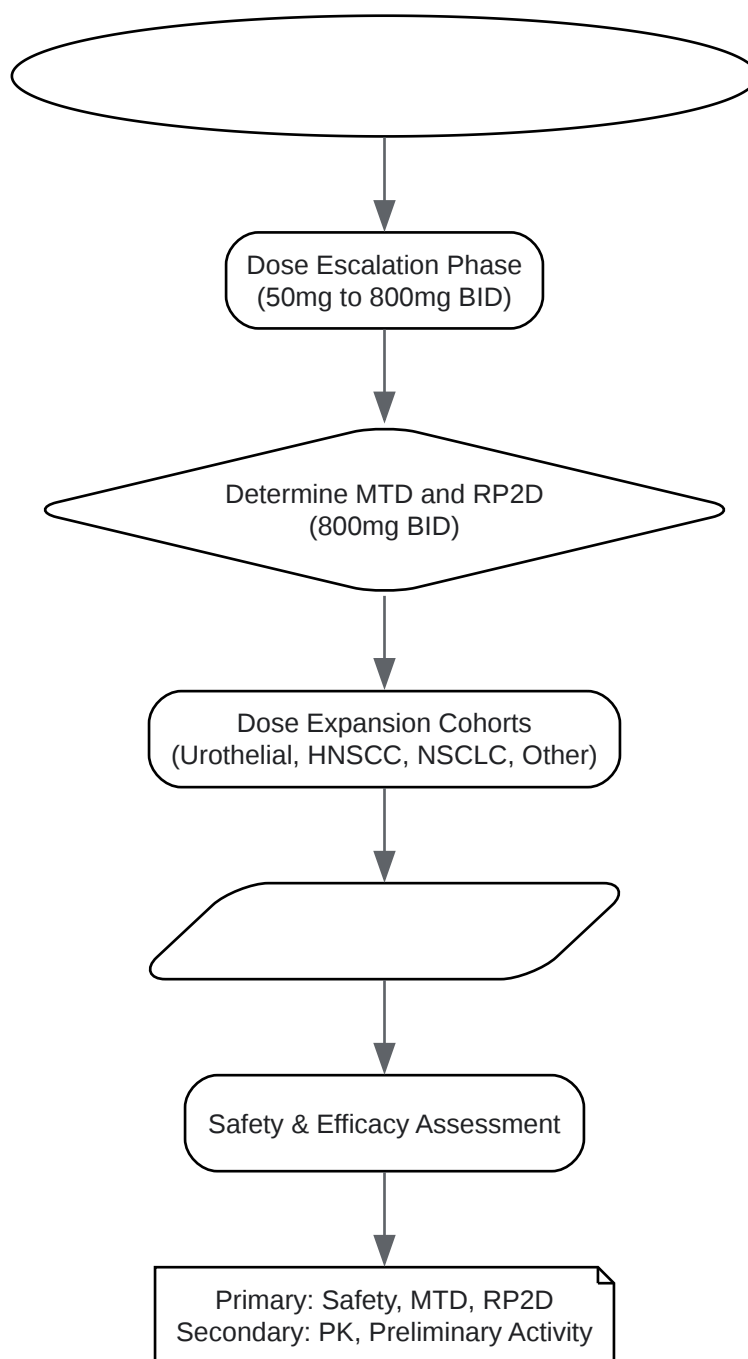 Dose Escalation Phase
(50mg to 800mg BID)
Determine MTD and RP2D
(800mg BID)
Dose Expansion Cohorts
(Urothelial, HNSCC, NSCLC, Other)
Safety & Efficacy Assessment
Primary: Safety, MTD, RP2D
Secondary: PK, Preliminary Activity